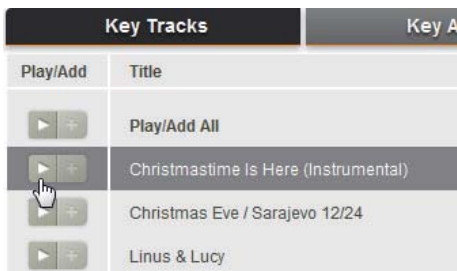 Key Tracks Key A
Play/Add Title
Play/Add All
Christmastime Is Here (Instrumental)
Christmas Eve / Sarajevo 12/24
Linus & Lucy